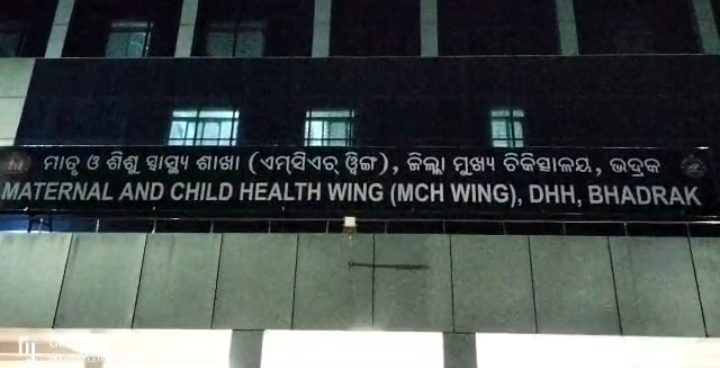 ମାତୃ ଓ ଶିଶୁ ସ୍ୱାସ୍ଥ୍ୟ ଶାଖା (ଏମ୍‌ସିଏଚ୍ ୱିଙ୍ଗ), ଜିଲ୍ଲା ମୁଖ୍ୟ ଚିକିତ୍ସାଳୟ, ଭଦ୍ରକ
MATERNAL AND CHILD HEALTH WING (MCH WING), DHH, BHADRAK